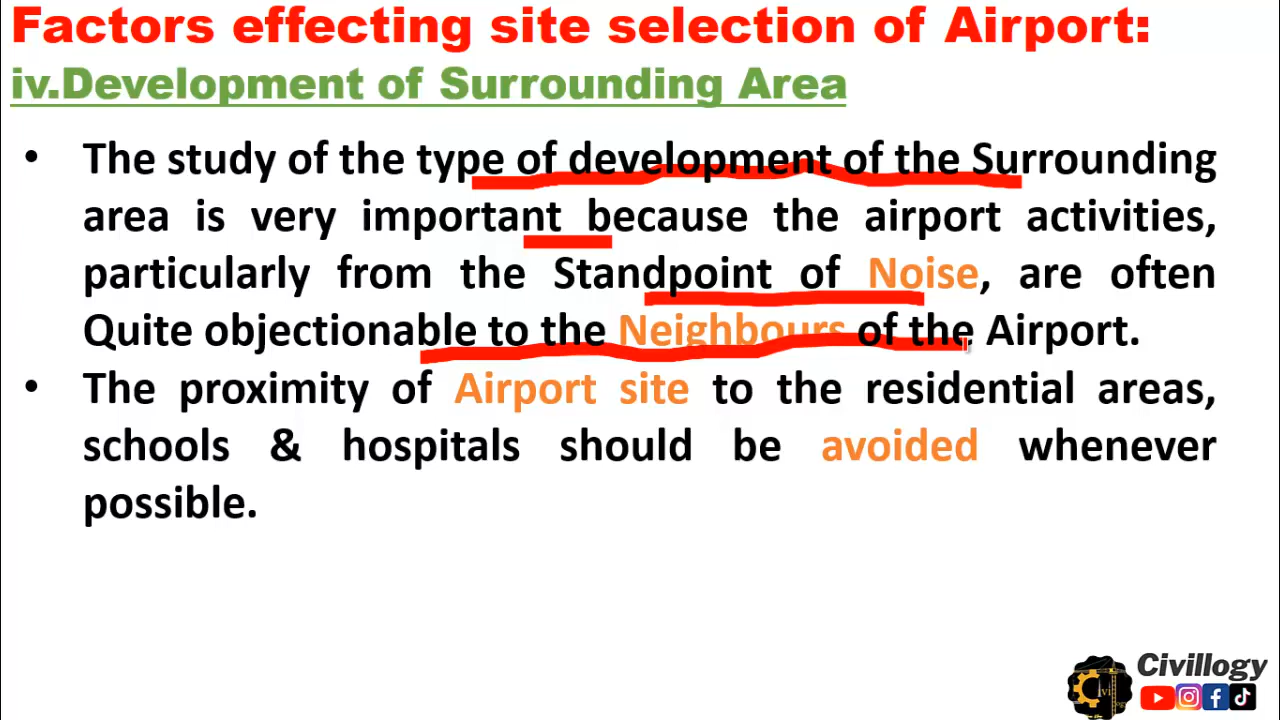 Factors effecting site selection of Airport:
iv.Development of Surrounding Area
• The study of the type of development of the Surrounding
area is very important because the airport activities,
particularly from the Standpoint of Noise, are often
Quite objectionable to the Neighbours of the Airport.
• The proximity of Airport site to the residential areas,
schools & hospitals should be avoided whenever
possible.
Civillogy